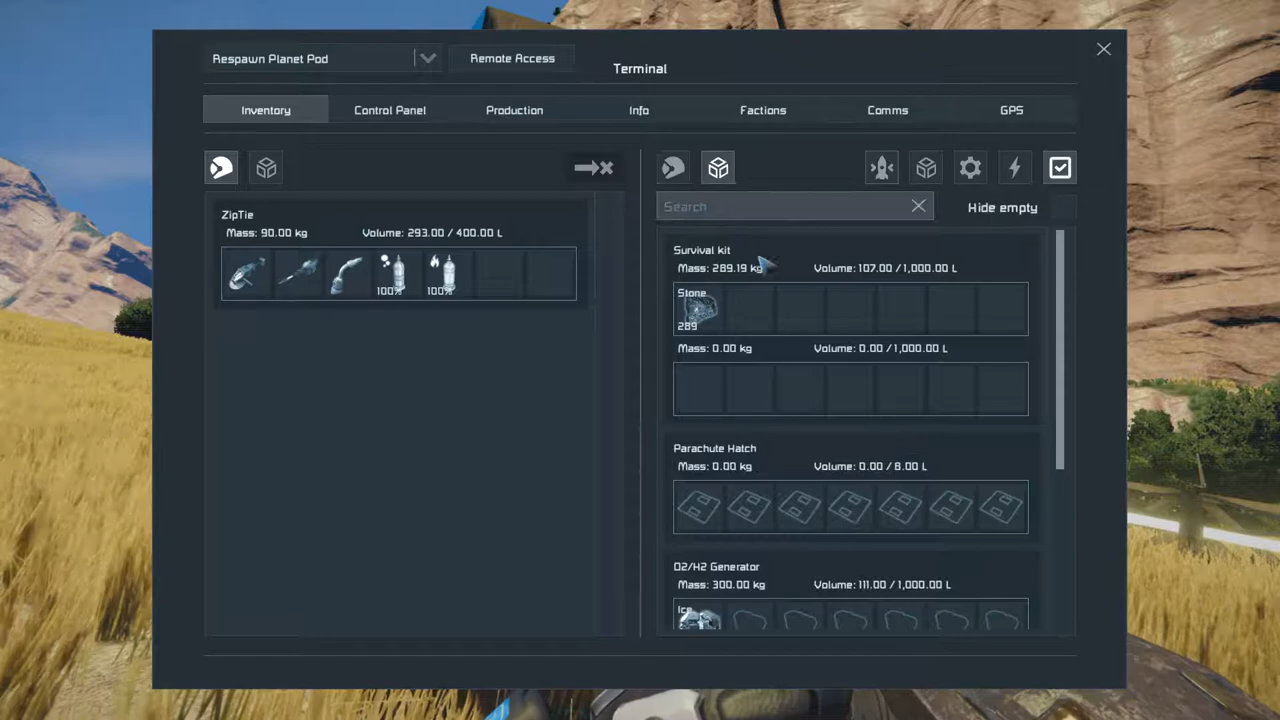 Respawn Planet Pod
Remote Access
Terminal
Inventory
Control Panel
Production
Info
Factions
Comms
GPS
ZipTie
Mass: 90.00 kg Volume: 293.00 / 400.00 L
100%
100%
Search
Hide empty
Survival kit
Mass: 289.19 kg Volume: 107.00 / 1,000.00 L
Stone
289
Mass: 0.00 kg Volume: 0.00 / 1,000.00 L
Parachute Hatch
Mass: 0.00 kg Volume: 0.00 / 8.00 L
O2/H2 Generator
Mass: 300.00 kg Volume: 111.00 / 1,000.00 L
Ice